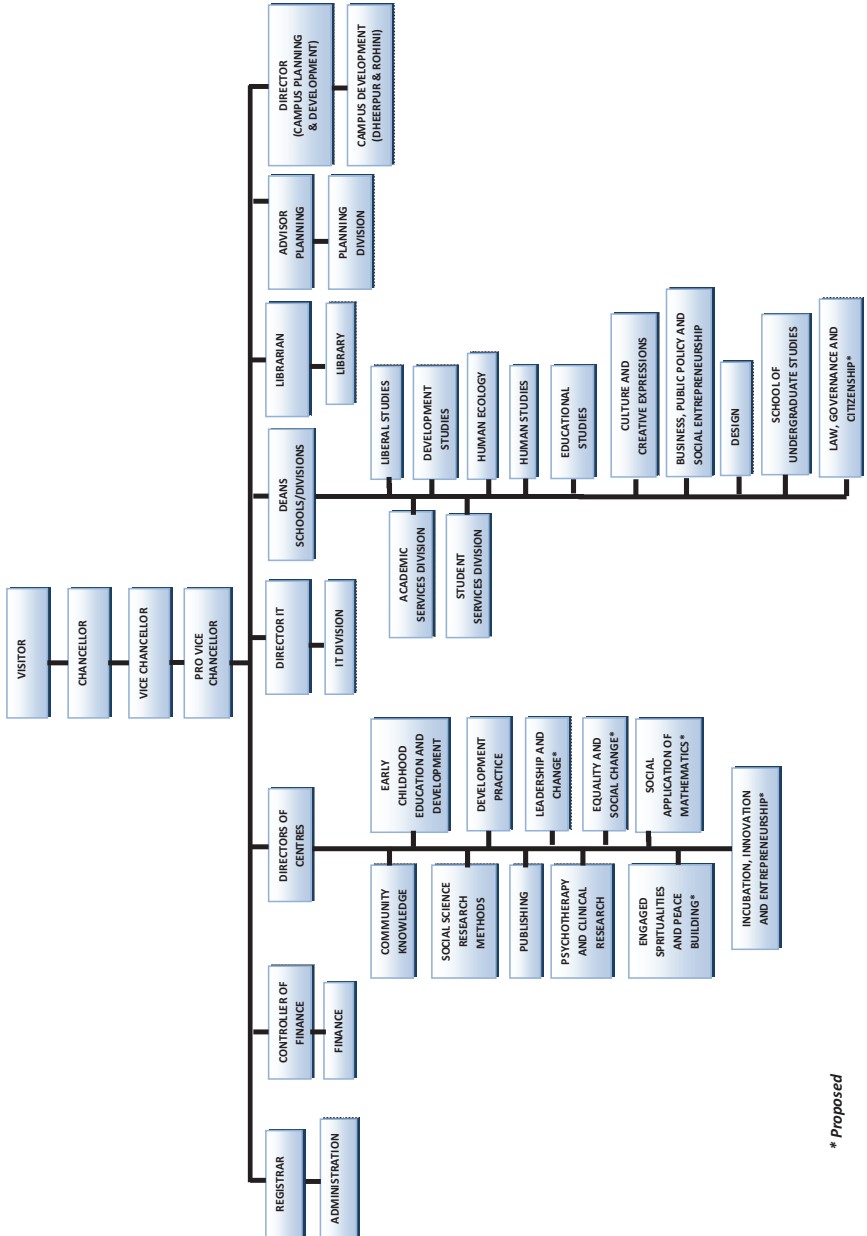 VISITOR
CHANCELLOR
VICE CHANCELLOR
PRO VICE
CHANCELLOR
REGISTRAR
ADMINISTRATION
CONTROLLER OF
FINANCE
FINANCE
DIRECTORS OF
CENTRES
COMMUNITY
KNOWLEDGE
EARLY
CHILDHOOD
EDUCATION AND
DEVELOPMENT
SOCIAL SCIENCE
RESEARCH
METHODS
DEVELOPMENT
PRACTICE
PUBLISHING
LEADERSHIP AND
CHANGE*
PSYCHOTHERAPY
AND CLINICAL
RESEARCH
EQUALITY AND
SOCIAL CHANGE*
ENGAGED
SPRITUALITIES
AND PEACE
BUILDING*
SOCIAL
APPLICATION OF
MATHEMATICS*
INCUBATION, INNOVATION
AND ENTREPRENEURSHIP*
DIRECTOR IT
IT DIVISION
DEANS
SCHOOLS/DIVISIONS
ACADEMIC
SERVICES DIVISION
STUDENT
SERVICES DIVISION
LIBERAL STUDIES
DEVELOPMENT
STUDIES
HUMAN ECOLOGY
HUMAN STUDIES
EDUCATIONAL
STUDIES
CULTURE AND
CREATIVE EXPRESSIONS
BUSINESS, PUBLIC POLICY AND
SOCIAL ENTREPRENEURSHIP
DESIGN
SCHOOL OF
UNDERGRADUATE STUDIES
LAW, GOVERNANCE AND
CITIZENSHIP*
LIBRARIAN
LIBRARY
ADVISOR
PLANNING
PLANNING
DIVISION
DIRECTOR
(CAMPUS PLANNING
& DEVELOPMENT)
CAMPUS DEVELOPMENT
(DHEERPUR & ROHINI)
* Proposed